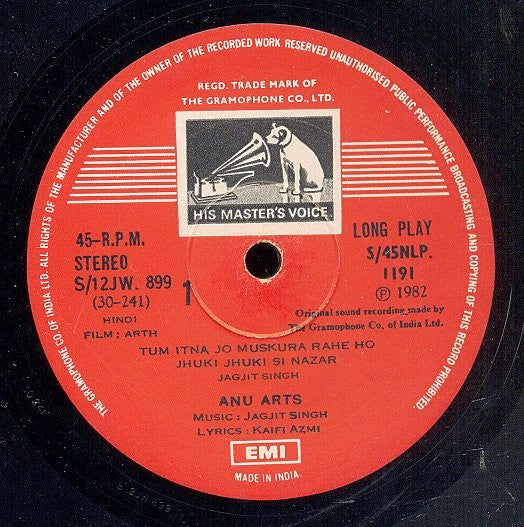 THE GRAMOPHONE CO. OF INDIA LTD. ALL RIGHTS OF THE MANUFACTURER AND OF THE OWNER OF THE RECORDED WORK RESERVED UNAUTHORISED PUBLIC PERFORMANCE BROADCASTING AND COPYING OF THIS RECORD PROHIBITED.
REGD. TRADE MARK OF
THE GRAMOPHONE CO., LTD.
HIS MASTER'S VOICE
45-R.P.M.
STEREO
S/12JW. 899
(30-241)
HINDI
FILM ; ARTH
1
LONG PLAY
S/45NLP.
1191
Ⓟ 1982
Original sound recording made by
The Gramophone Co. of India Ltd.
TUM ITNA JO MUSKURA RAHE HO
JHUKI JHUKI SI NAZAR
JAGJIT SINGH
ANU ARTS
MUSIC : JAGJIT SINGH
LYRICS : KAIFI AZMI
EMI
MADE IN INDIA